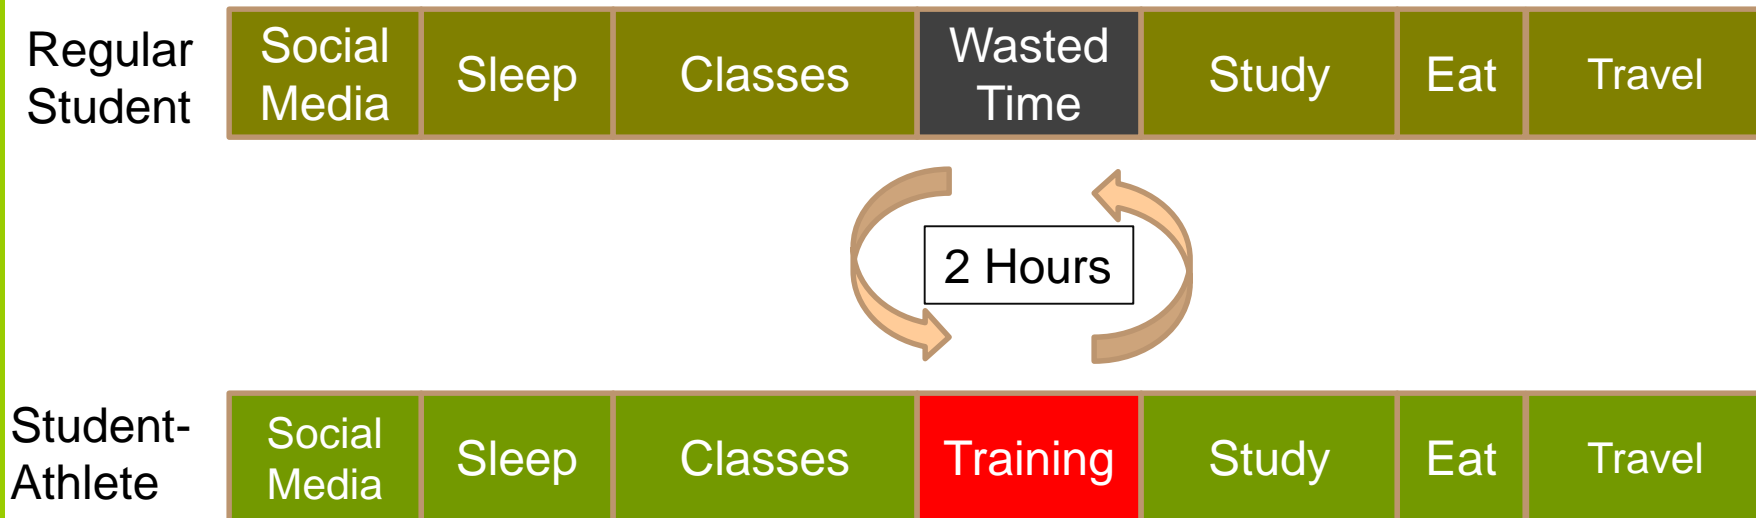 Regular
Student
Social
Media
Sleep
Classes
Wasted
Time
Study
Eat
Travel
2 Hours
Student-
Athlete
Social
Media
Sleep
Classes
Training
Study
Eat
Travel